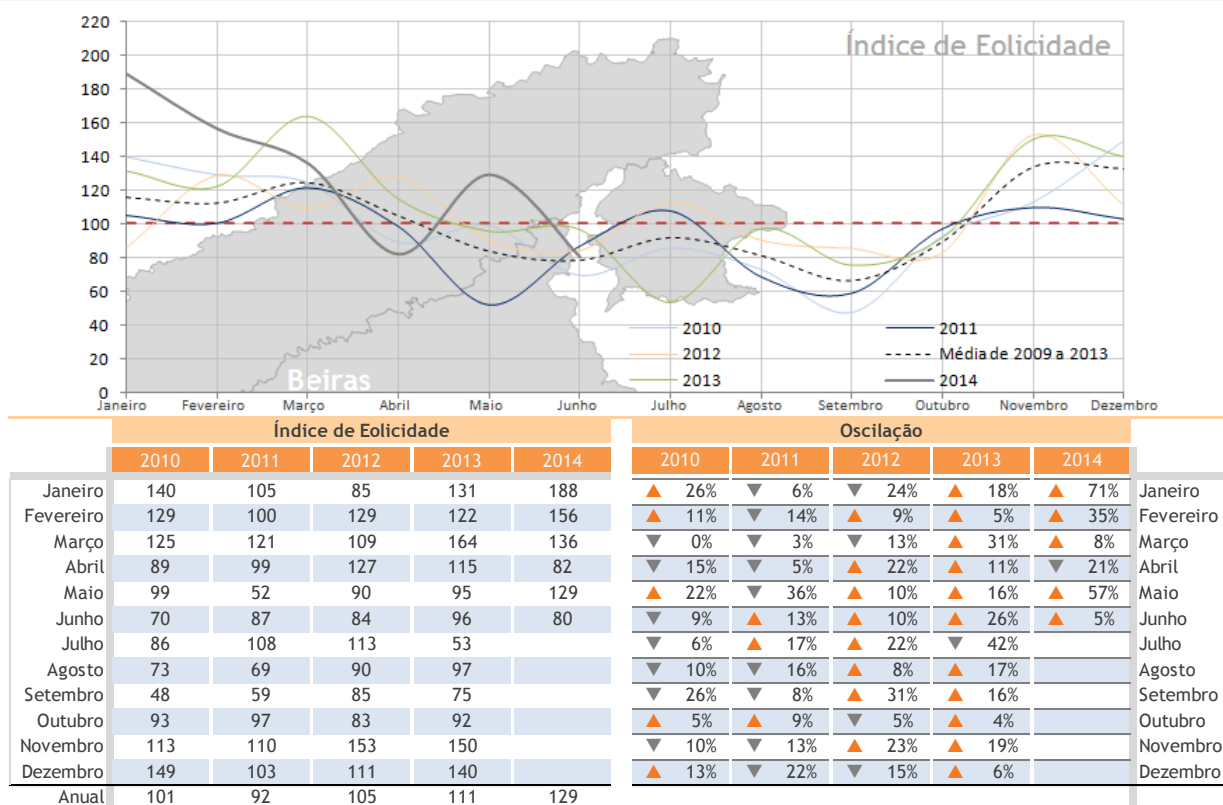 Índice de Eolicidade
220
200
180
160
140
120
100
80
60
40
20
0
Beiras
2010
2011
2012
Média de 2009 a 2013
2013
2014
Janeiro Fevereiro Março Abril Maio Junho Julho Agosto Setembro Outubro Novembro Dezembro
Índice de Eolicidade Oscilação
2010 2011 2012 2013 2014 2010 2011 2012 2013 2014
Janeiro 140 105 85 131 188 ▲ 26% ▼ 6% ▼ 24% ▲ 18% ▲ 71% Janeiro
Fevereiro 129 100 129 122 156 ▲ 11% ▼ 14% ▲ 9% ▲ 5% ▲ 35% Fevereiro
Março 125 121 109 164 136 ▼ 0% ▼ 3% ▼ 13% ▲ 31% ▲ 8% Março
Abril 89 99 127 115 82 ▼ 15% ▼ 5% ▲ 22% ▲ 11% ▼ 21% Abril
Maio 99 52 90 95 129 ▲ 22% ▼ 36% ▲ 10% ▲ 16% ▲ 57% Maio
Junho 70 87 84 96 80 ▼ 9% ▲ 13% ▲ 10% ▲ 26% ▲ 5% Junho
Julho 86 108 113 53 ▼ 6% ▲ 17% ▲ 22% ▼ 42% Julho
Agosto 73 69 90 97 ▼ 10% ▼ 16% ▲ 8% ▲ 17% Agosto
Setembro 48 59 85 75 ▼ 26% ▼ 8% ▲ 31% ▲ 16% Setembro
Outubro 93 97 83 92 ▲ 5% ▲ 9% ▼ 5% ▲ 4% Outubro
Novembro 113 110 153 150 ▼ 10% ▼ 13% ▲ 23% ▲ 19% Novembro
Dezembro 149 103 111 140 ▲ 13% ▼ 22% ▼ 15% ▲ 6% Dezembro
Anual 101 92 105 111 129